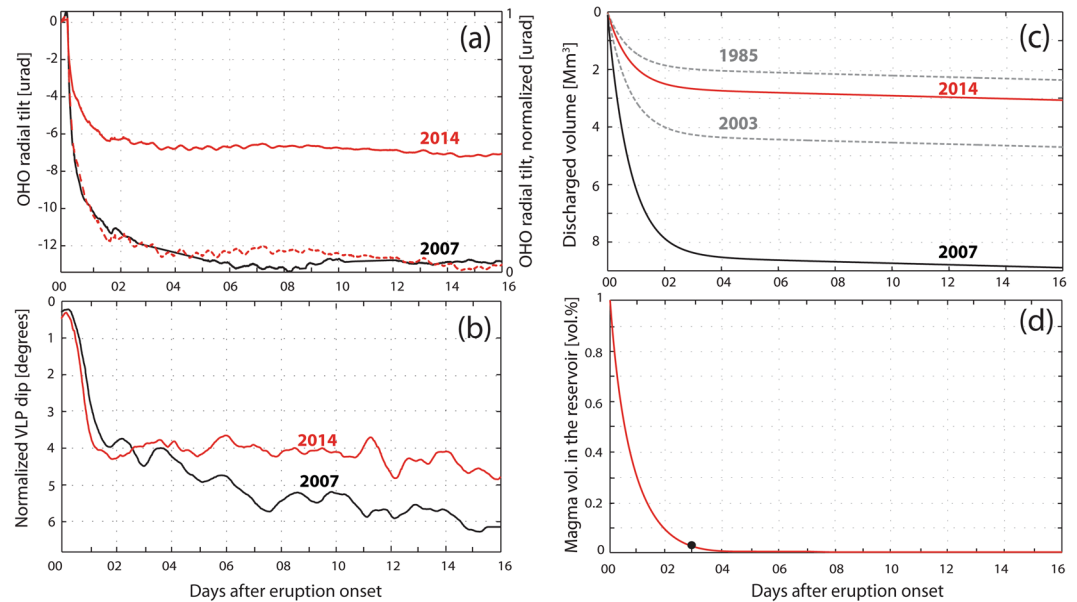 (a)
OHO radial tilt [urad]
0
-2
-4
-6
-8
-10
-12
1
0
OHO radial tilt, normalized [urad]
2014
2007
00 02 04 06 08 10 12 14 16
(b)
Normalized VLP dip [degrees]
0
1
2
3
4
5
6
2014
2007
00 02 04 06 08 10 12 14 16
Days after eruption onset
(c)
Discharged volume [Mm³]
0
2
4
6
8
1985
2014
2003
2007
00 02 04 06 08 10 12 14 16
(d)
Magma vol. in the reservoir [vol.%]
1
0.8
0.6
0.4
0.2
0
00 02 04 06 08 10 12 14 16
Days after eruption onset